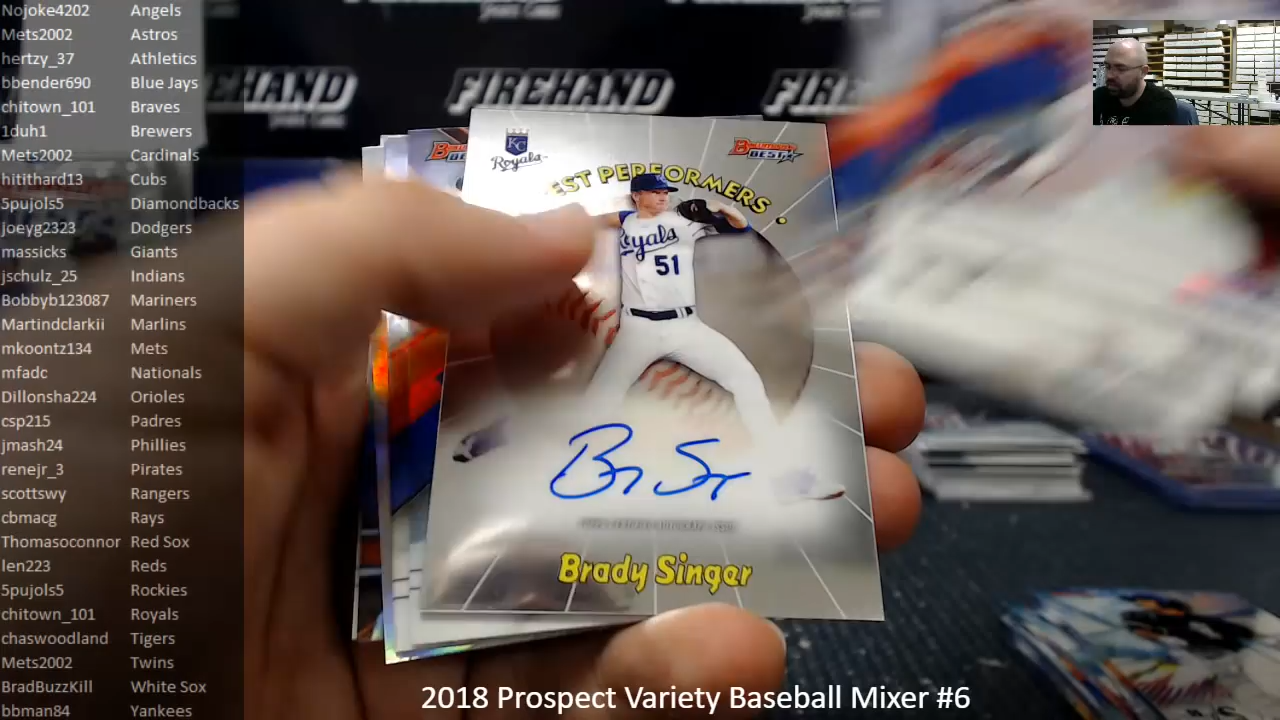 Nojoke4202 Angels
Mets2002 Astros
hertzy_37 Athletics
bbender690 Blue Jays
chitown_101 Braves
1duh1 Brewers
Mets2002 Cardinals
hitithard13 Cubs
5pujols5 Diamondbacks
joeyg2323 Dodgers
massicks Giants
jschulz_25 Indians
Bobbyb123087 Mariners
Martindclarkii Marlins
mkoontz134 Mets
mfadc Nationals
Dillonsha224 Orioles
csp215 Padres
jmash24 Phillies
renejr_3 Pirates
scottswy Rangers
cbmacg Rays
Thomasoconnor Red Sox
len223 Reds
5pujols5 Rockies
chitown_101 Royals
chaswoodland Tigers
Mets2002 Twins
BradBuzzKill White Sox
bbman84 Yankees
FIREHAND
KC
Royals
Bowman's
BEST
EST PERFORMERS
Royals
51
Brady Singer
2018 Prospect Variety Baseball Mixer #6